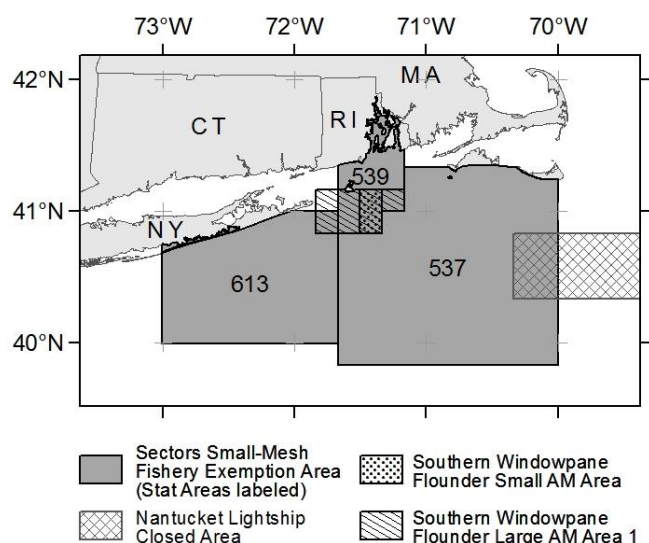 73°W 72°W 71°W 70°W
42°N
MA
CT
RI
539
41°N
NY
613
537
40°N
Sectors Small-Mesh
Fishery Exemption Area
(Stat Areas labeled)
Nantucket Lightship
Closed Area
Southern Windowpane
Flounder Small AM Area
Southern Windowpane
Flounder Large AM Area 1